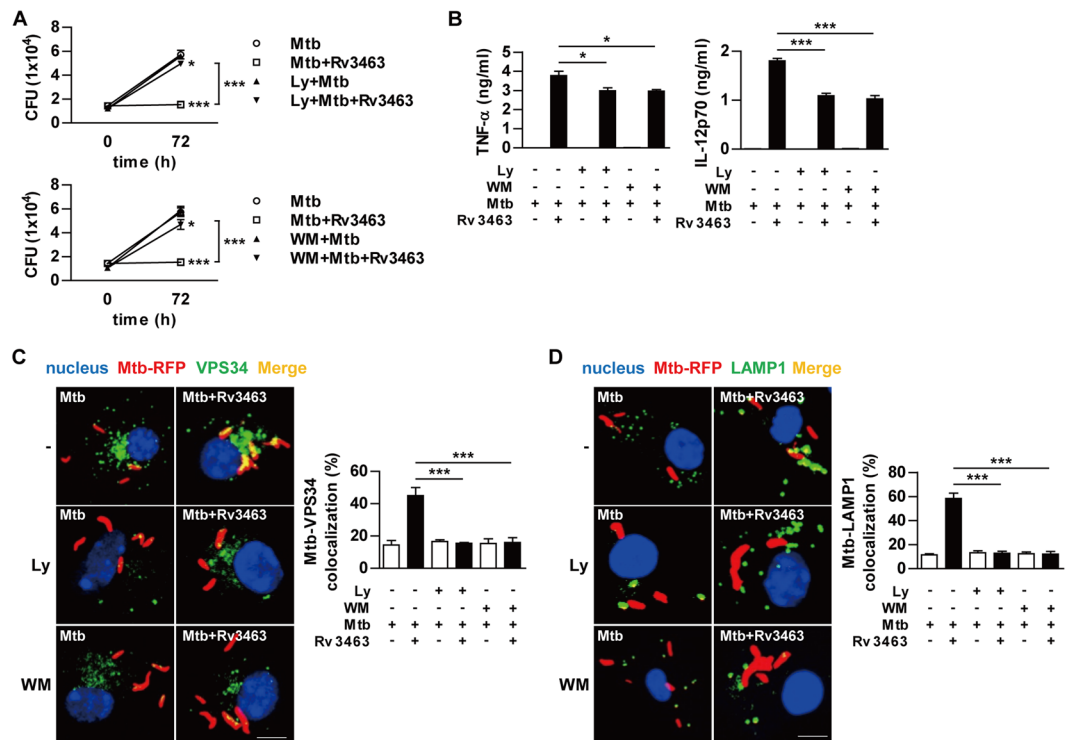 A
CFU (1x10⁴)
8
6
4
2
0
0 72
time (h)
Mtb
Mtb+Rv3463
Ly+Mtb
Ly+Mtb+Rv3463
*
***
***
CFU (1x10⁴)
8
6
4
2
0
0 72
time (h)
Mtb
Mtb+Rv3463
WM+Mtb
WM+Mtb+Rv3463
*
***
***
B
TNF-α (ng/ml)
5
4
3
2
1
0
*
*
Ly - - + + - -
WM - - - - + +
Mtb + + + + + +
Rv3463 - + - + - +
IL-12p70 (ng/ml)
2
1
0
***
***
Ly - - + + - -
WM - - - - + +
Mtb + + + + + +
Rv3463 - + - + - +
C
nucleus Mtb-RFP VPS34 Merge
- Mtb Mtb+Rv3463
Ly Mtb Mtb+Rv3463
WM Mtb Mtb+Rv3463
Mtb-VPS34
colocalization (%)
60
40
20
0
***
***
Ly - - + + - -
WM - - - - + +
Mtb + + + + + +
Rv3463 - + - + - +
D
nucleus Mtb-RFP LAMP1 Merge
- Mtb Mtb+Rv3463
Ly Mtb Mtb+Rv3463
WM Mtb Mtb+Rv3463
Mtb-LAMP1
colocalization (%)
80
60
40
20
0
***
***
Ly - - + + - -
WM - - - - + +
Mtb + + + + + +
Rv3463 - + - + - +